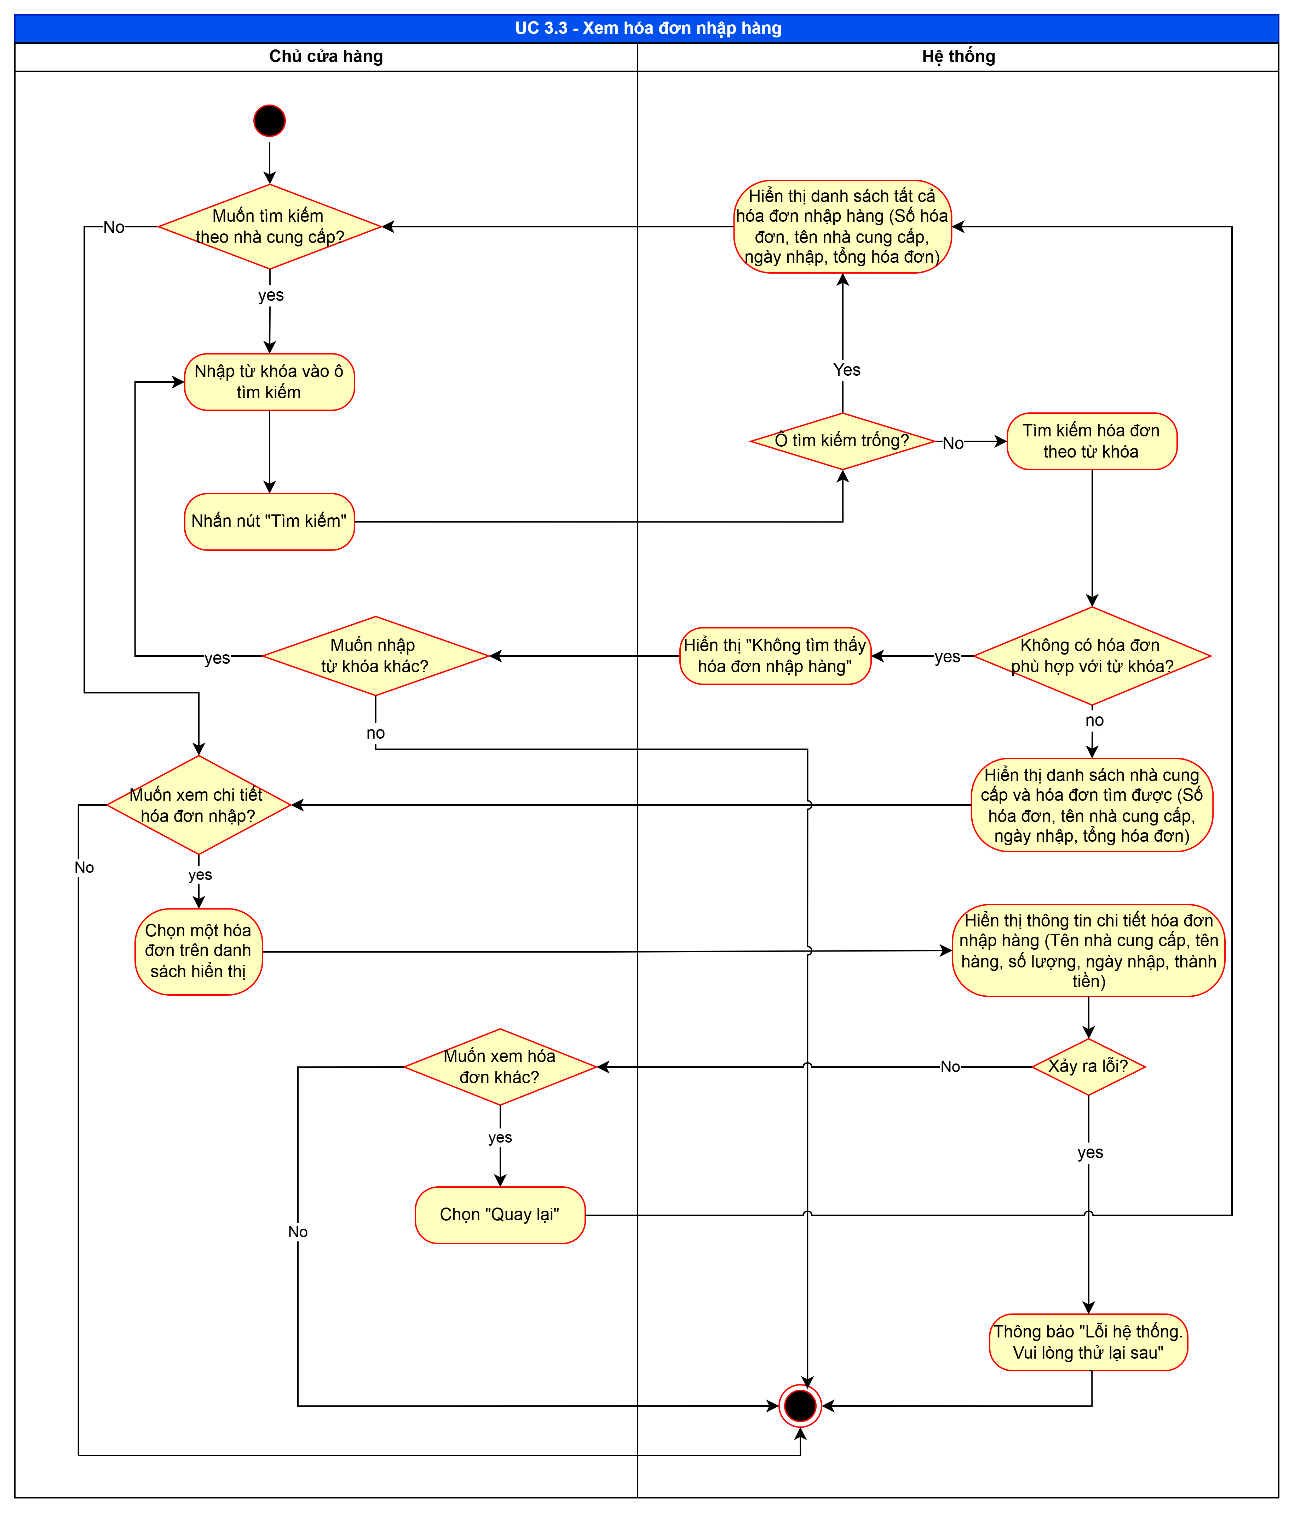 UC 3.3 - Xem hóa đơn nhập hàng
Chủ cửa hàng
Hệ thống
Muốn tìm kiếm
theo nhà cung cấp?
No
yes
Hiển thị danh sách tất cả
hóa đơn nhập hàng (Số hóa
đơn, tên nhà cung cấp,
ngày nhập, tổng hóa đơn)
Nhập từ khóa vào ô
tìm kiếm
Yes
Ô tìm kiếm trống?
No
Tìm kiếm hóa đơn
theo từ khóa
Nhấn nút "Tìm kiếm"
Muốn nhập
từ khóa khác?
yes
no
Hiển thị "Không tìm thấy
hóa đơn nhập hàng"
yes
Không có hóa đơn
phù hợp với từ khóa?
no
Muốn xem chi tiết
hóa đơn nhập?
No
yes
Hiển thị danh sách nhà cung
cấp và hóa đơn tìm được (Số
hóa đơn, tên nhà cung cấp,
ngày nhập, tổng hóa đơn)
Chọn một hóa
đơn trên danh
sách hiển thị
Hiển thị thông tin chi tiết hóa đơn
nhập hàng (Tên nhà cung cấp, tên
hàng, số lượng, ngày nhập, thành
tiền)
Muốn xem hóa
đơn khác?
No
Xảy ra lỗi?
yes
yes
Chọn "Quay lại"
No
Thông báo "Lỗi hệ thống.
Vui lòng thử lại sau"